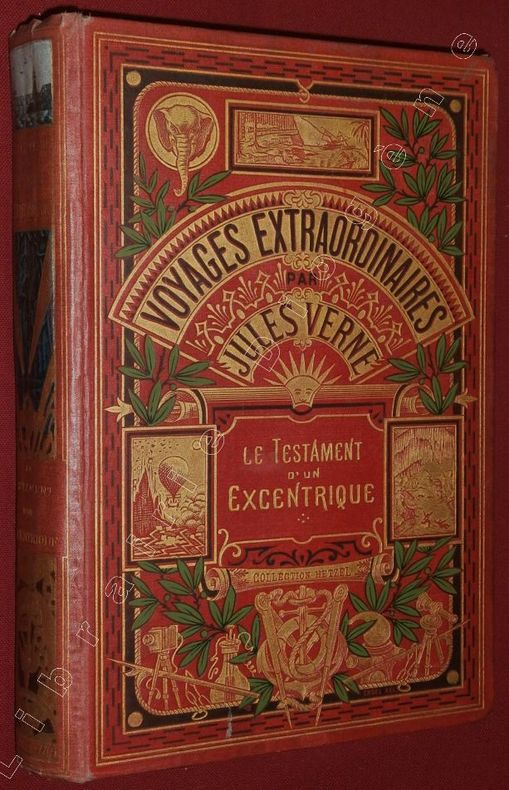 VOYAGES EXTRAORDINAIRES
PAR
JULES VERNE
LE TESTAMENT
D'UN
EXCENTRIQUE
COLLECTION HETZEL